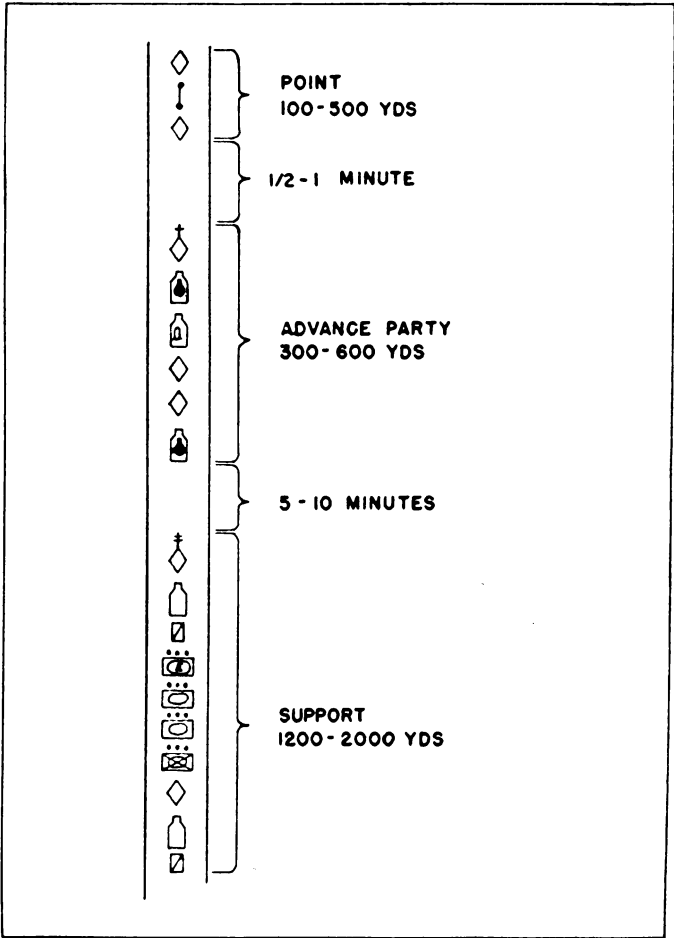 POINT
100-500 YDS
1/2-1 MINUTE
ADVANCE PARTY
300-600 YDS
5-10 MINUTES
SUPPORT
1200-2000 YDS